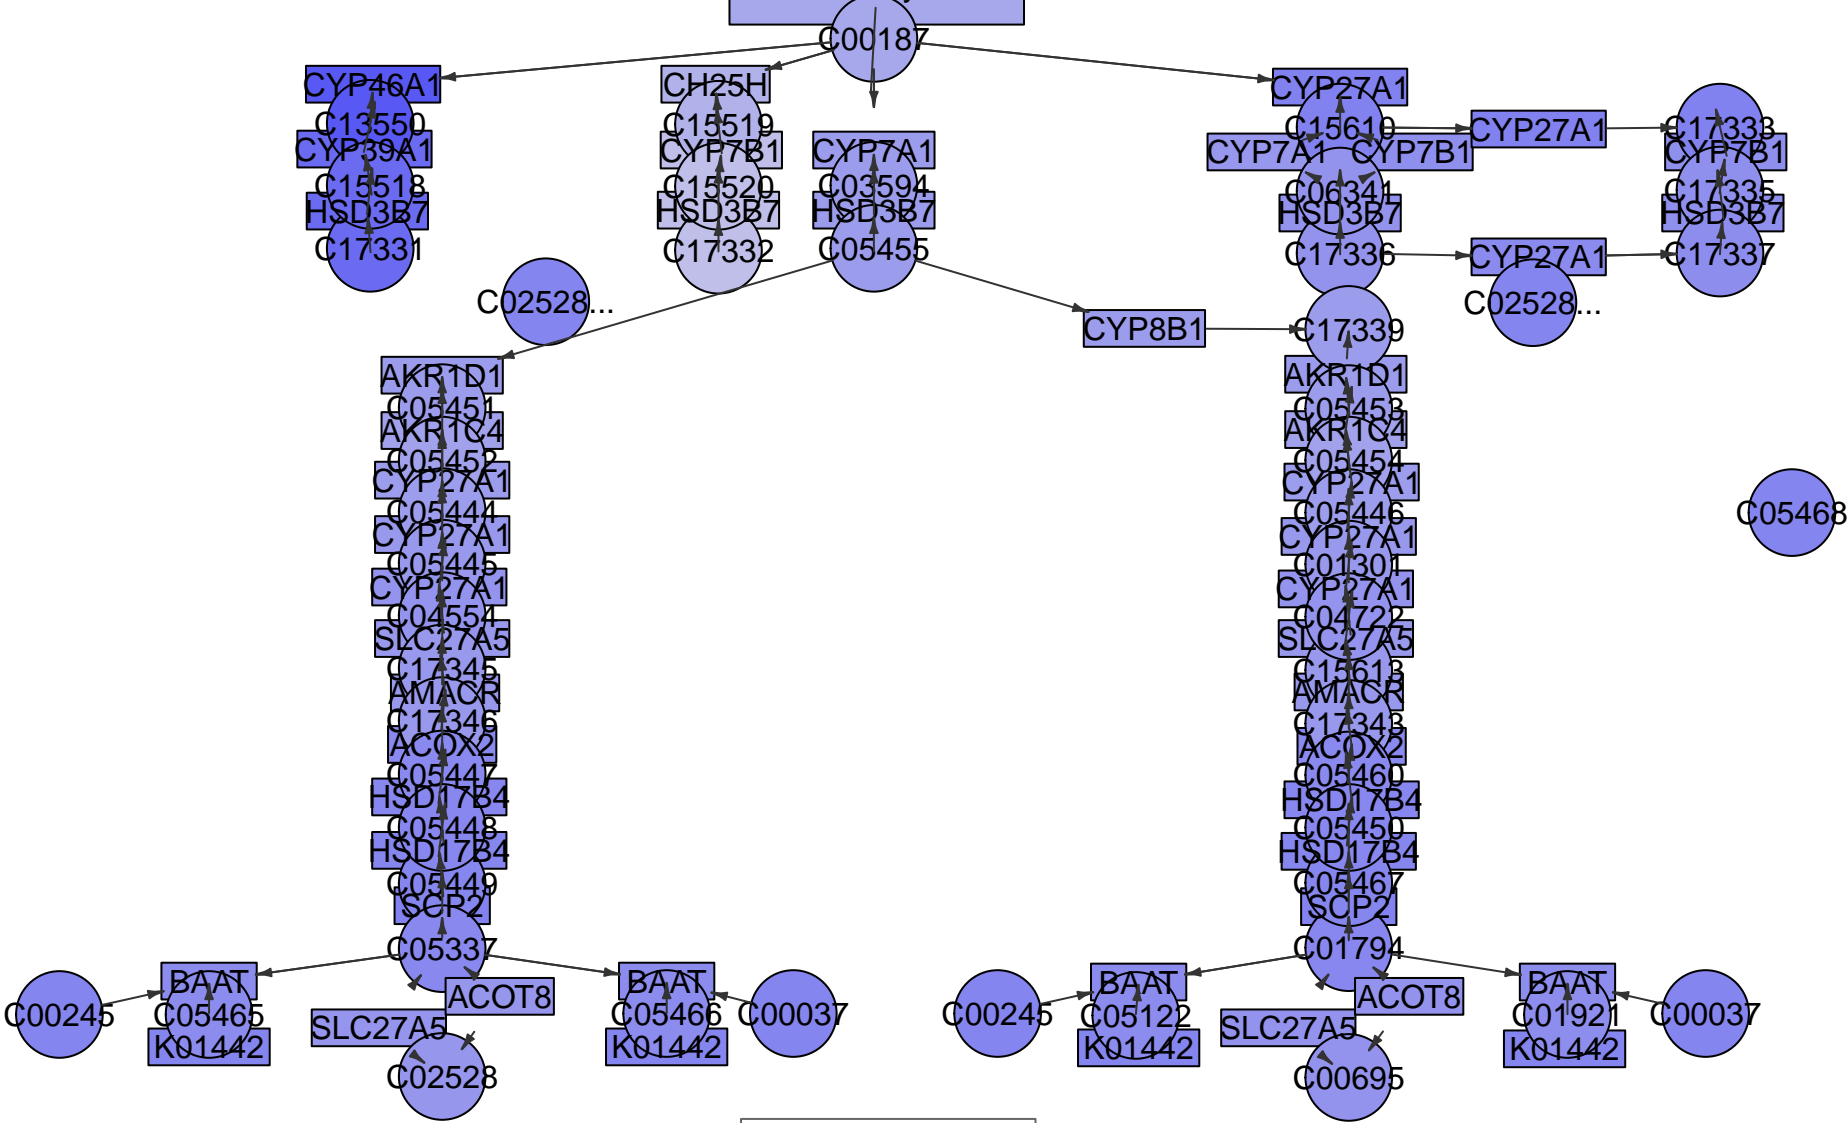 C00187
CYP46A1
CH25H
CYP27A1
C13550
C15519
C15610
CYP27A1
C17333
CYP39A1
CYP7B1
CYP7A1
CYP7A1
CYP7B1
CYP7B1
C15518
C15520
C03594
C06341
C17335
HSD3B7
HSD3B7
HSD3B7
HSD3B7
HSD3B7
C17331
C17332
C05455
C17336
CYP27A1
C17337
C02528...
C02528...
CYP8B1
C17339
AKR1D1
AKR1D1
C05451
C05453
AKR1C4
AKR1C4
C05452
C05454
CYP27A1
CYP27A1
C05444
C05446
C05468
CYP27A1
CYP27A1
C05445
C01301
CYP27A1
CYP27A1
C04554
C04722
SLC27A5
SLC27A5
C17345
C15613
AMACR
AMACR
C17346
C17343
ACOX2
ACOX2
C05447
C05460
HSD17B4
HSD17B4
C05448
C05450
HSD17B4
HSD17B4
C05449
C05467
SCP2
SCP2
C05337
C01794
BAAT
BAAT
BAAT
BAAT
ACOT8
ACOT8
C00245
C05465
C05466
C00037
C00245
C05122
C01921
C00037
SLC27A5
SLC27A5
K01442
K01442
K01442
K01442
C02528
C00695